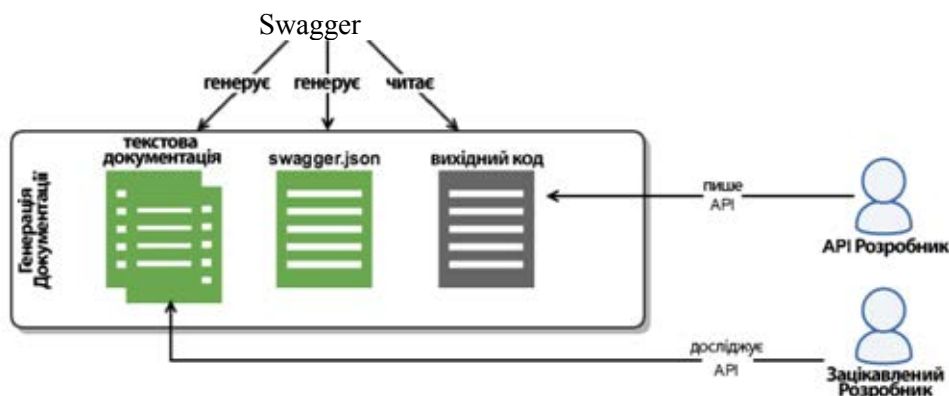 Swagger
генерує
генерує
читає
текстова
документація
swagger.json
вихідний код
Генерація
Документації
пише
API
API Розробник
досліджує
API
Зацікавлений
Розробник